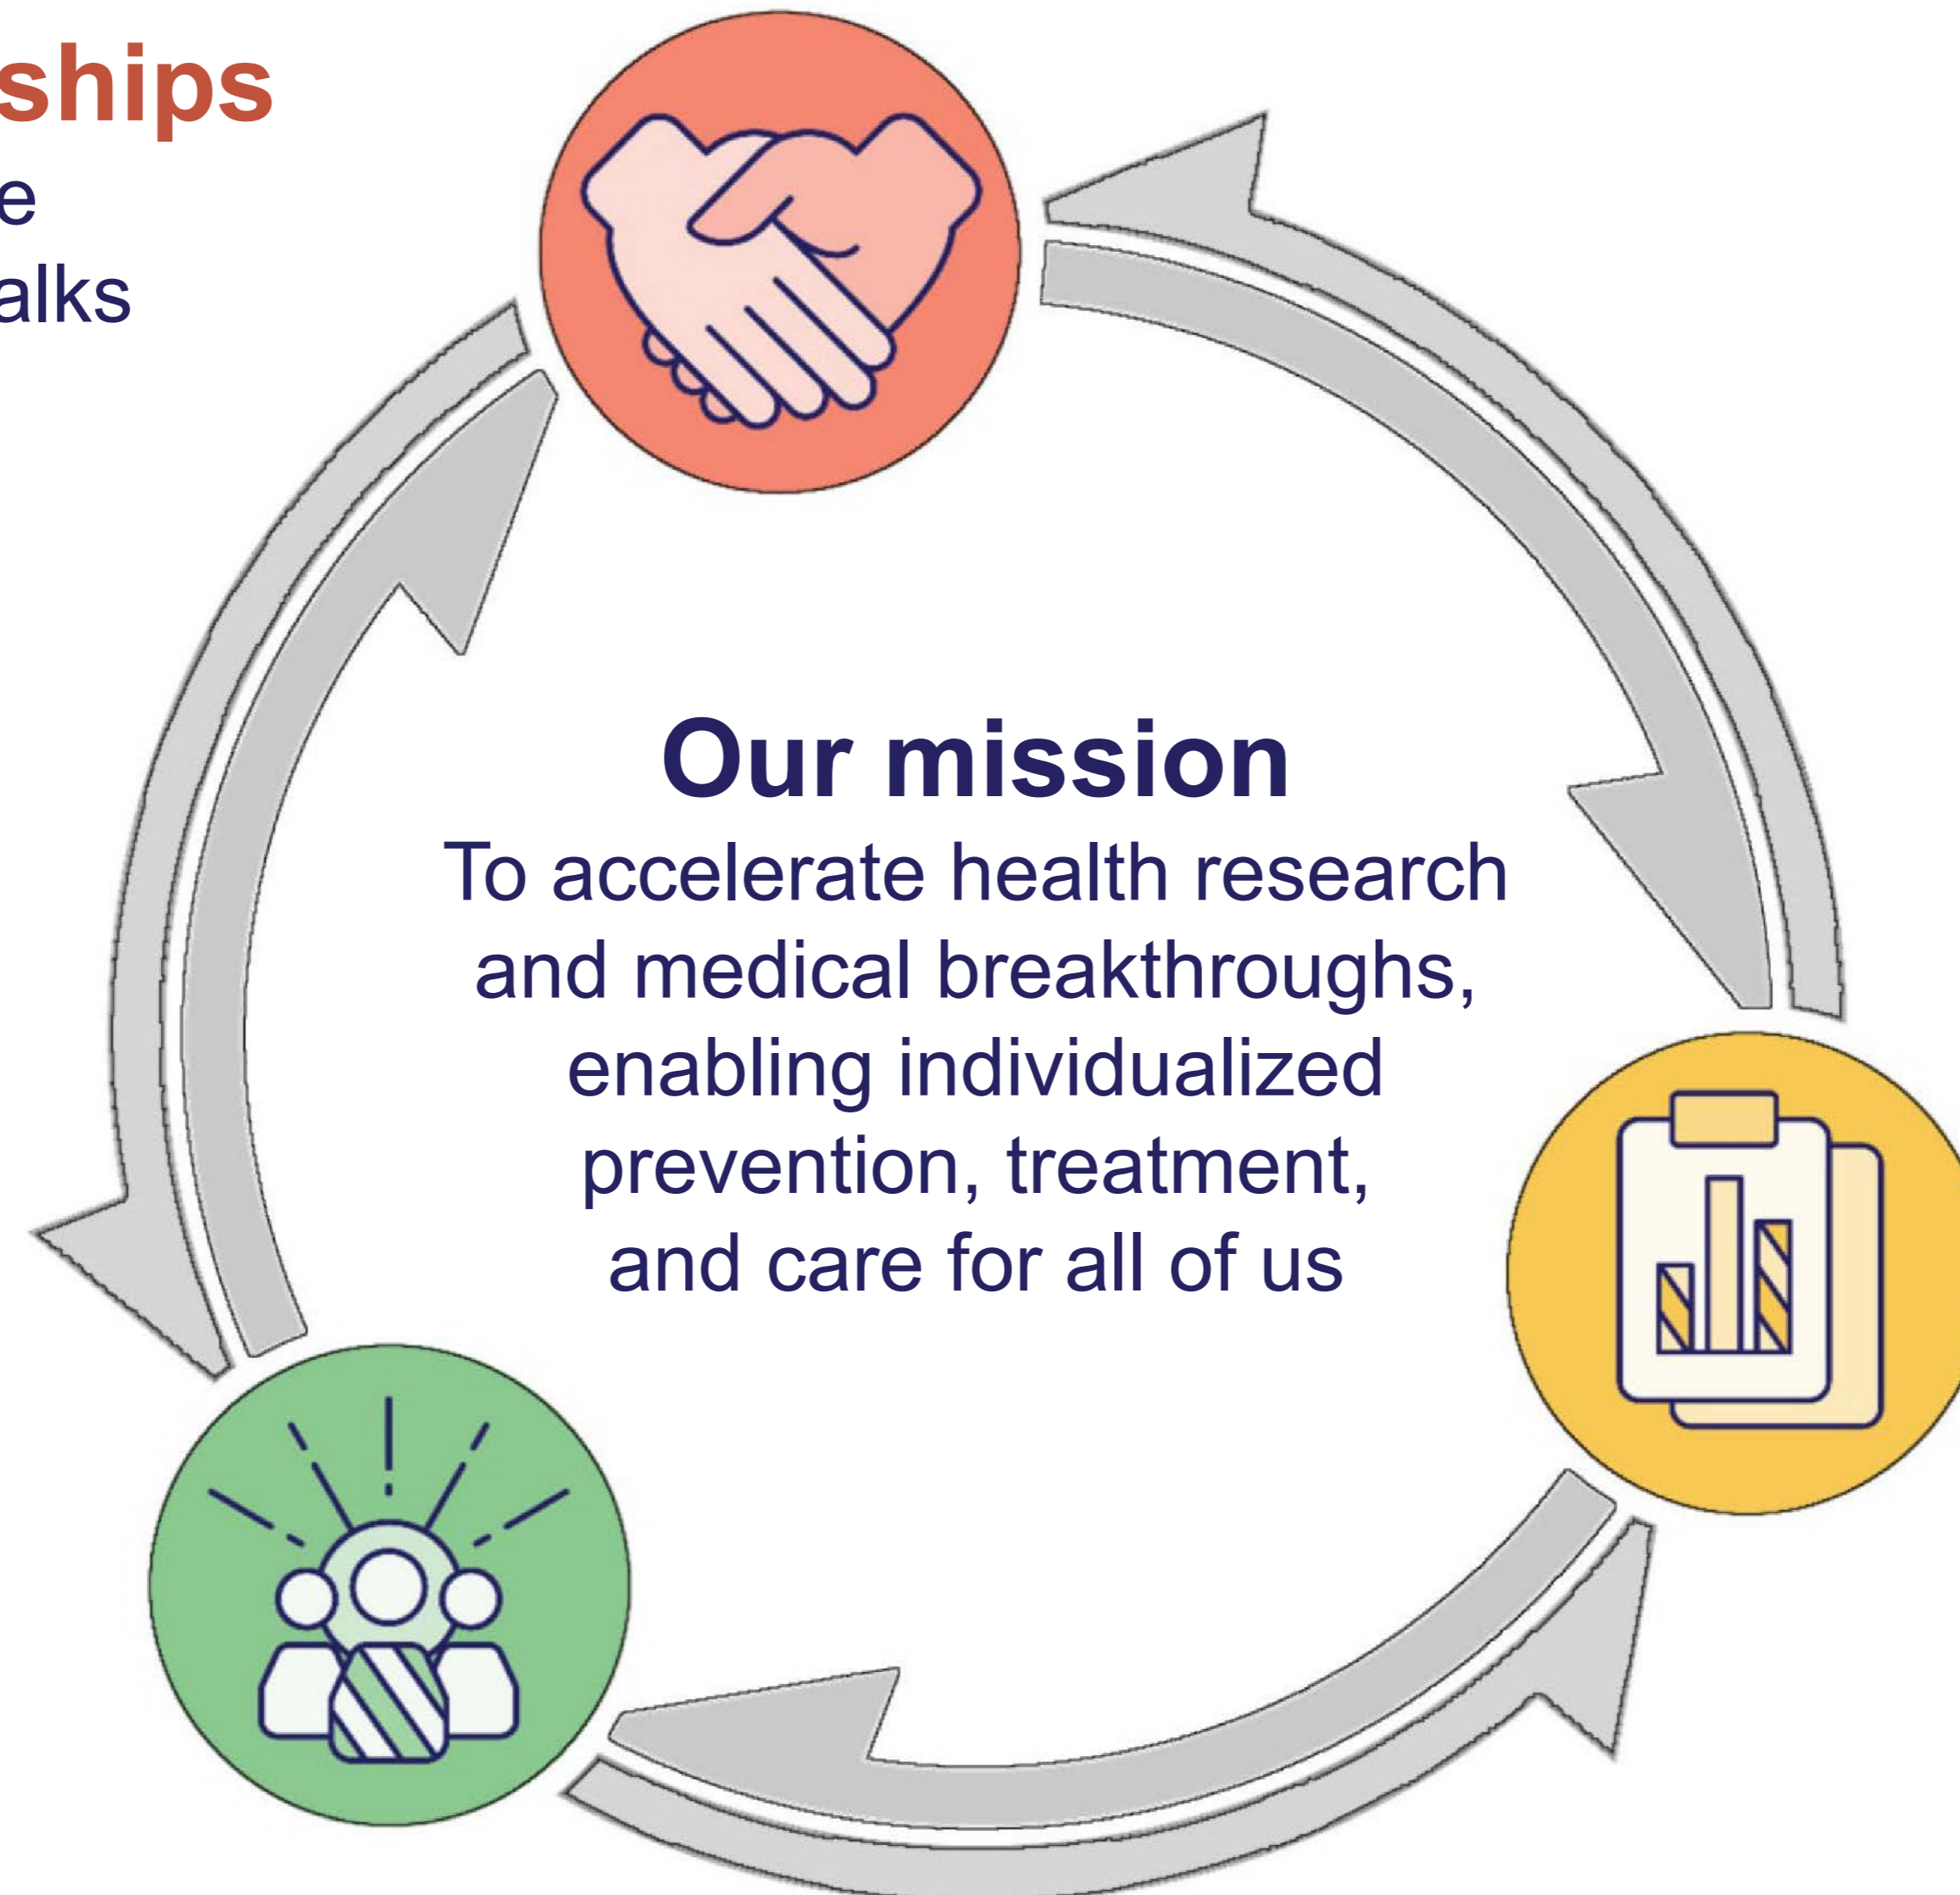 ships
e
alks
Our mission
To accelerate health research
and medical breakthroughs,
enabling individualized
prevention, treatment,
and care for all of us